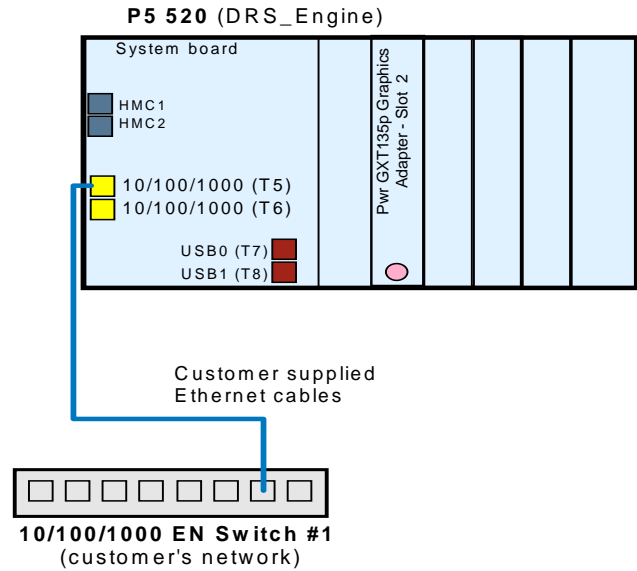 P5 520 (DRS_Engine)
System board
HMC1
HMC2
10/100/1000 (T5)
10/100/1000 (T6)
USB0 (T7)
USB1 (T8)
Pwr GXT135p Graphics
Adapter - Slot 2
Customer supplied
Ethernet cables
10/100/1000 EN Switch #1
(customer's network)